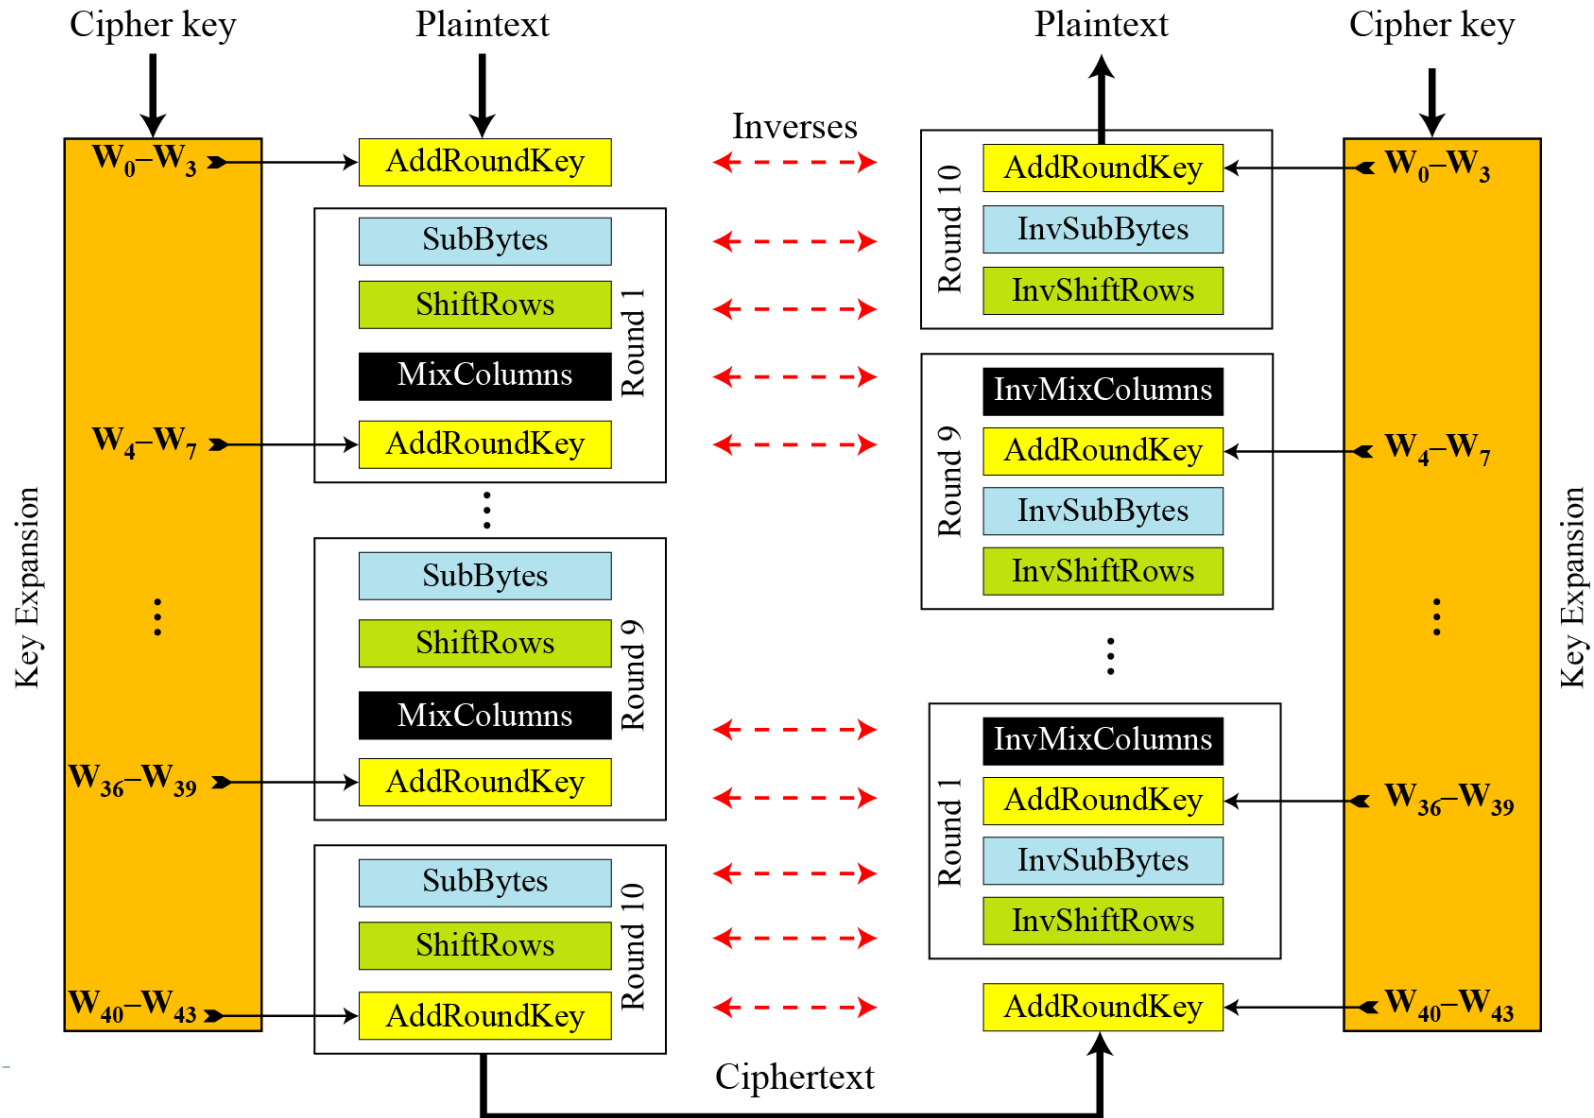 Cipher key
Plaintext
Plaintext
Cipher key
Inverses
W0–W3
AddRoundKey
AddRoundKey
W0–W3
SubBytes
InvSubBytes
ShiftRows
InvShiftRows
Round 1
Round 10
MixColumns
InvMixColumns
W4–W7
AddRoundKey
AddRoundKey
W4–W7
Round 9
InvSubBytes
InvShiftRows
Key Expansion
Key Expansion
SubBytes
ShiftRows
Round 9
MixColumns
InvMixColumns
W36–W39
AddRoundKey
AddRoundKey
W36–W39
Round 1
SubBytes
InvSubBytes
ShiftRows
InvShiftRows
Round 10
W40–W43
AddRoundKey
AddRoundKey
W40–W43
Ciphertext